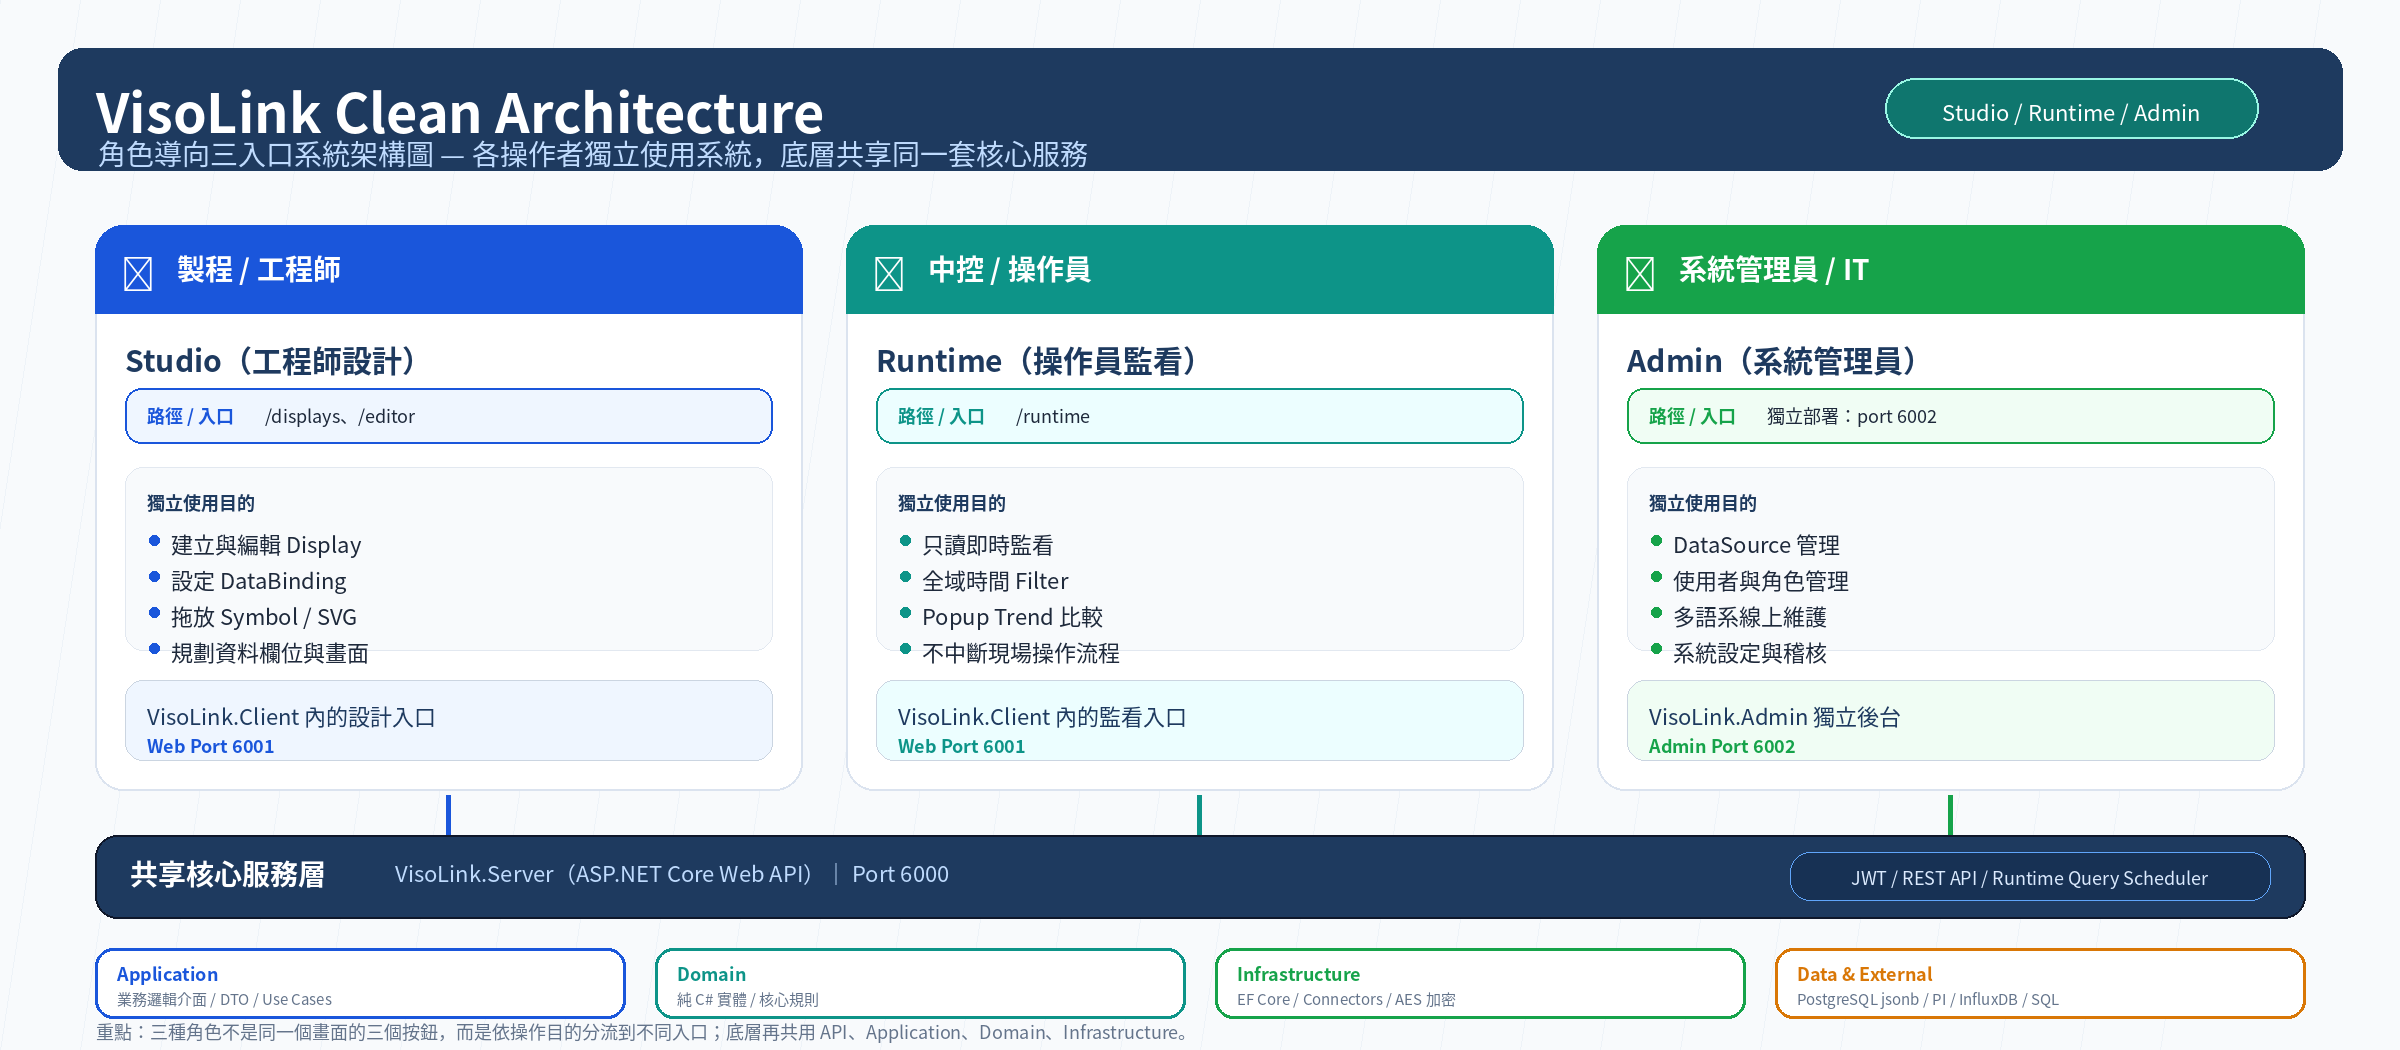 VisoLink Clean Architecture
Studio / Runtime / Admin
角色導向三入口系統架構圖 — 各操作者獨立使用系統，底層共享同一套核心服務
製程 / 工程師
Studio（工程師設計）
路徑 / 入口 /displays、/editor
獨立使用目的
建立與編輯 Display
設定 DataBinding
拖放 Symbol / SVG
規劃資料欄位與畫面
VisoLink.Client 內的設計入口
Web Port 6001
中控 / 操作員
Runtime（操作員監看）
路徑 / 入口 /runtime
獨立使用目的
只讀即時監看
全域時間 Filter
Popup Trend 比較
不中斷現場操作流程
VisoLink.Client 內的監看入口
Web Port 6001
系統管理員 / IT
Admin（系統管理員）
路徑 / 入口 獨立部署：port 6002
獨立使用目的
DataSource 管理
使用者與角色管理
多語系線上維護
系統設定與稽核
VisoLink.Admin 獨立後台
Admin Port 6002
共享核心服務層 VisoLink.Server（ASP.NET Core Web API）｜ Port 6000
JWT / REST API / Runtime Query Scheduler
Application
業務邏輯介面 / DTO / Use Cases
Domain
純 C# 實體 / 核心規則
Infrastructure
EF Core / Connectors / AES 加密
Data & External
PostgreSQL jsonb / PI / InfluxDB / SQL
重點：三種角色不是同一個畫面的三個按鈕，而是依操作目的分流到不同入口；底層再共用 API、Application、Domain、Infrastructure。